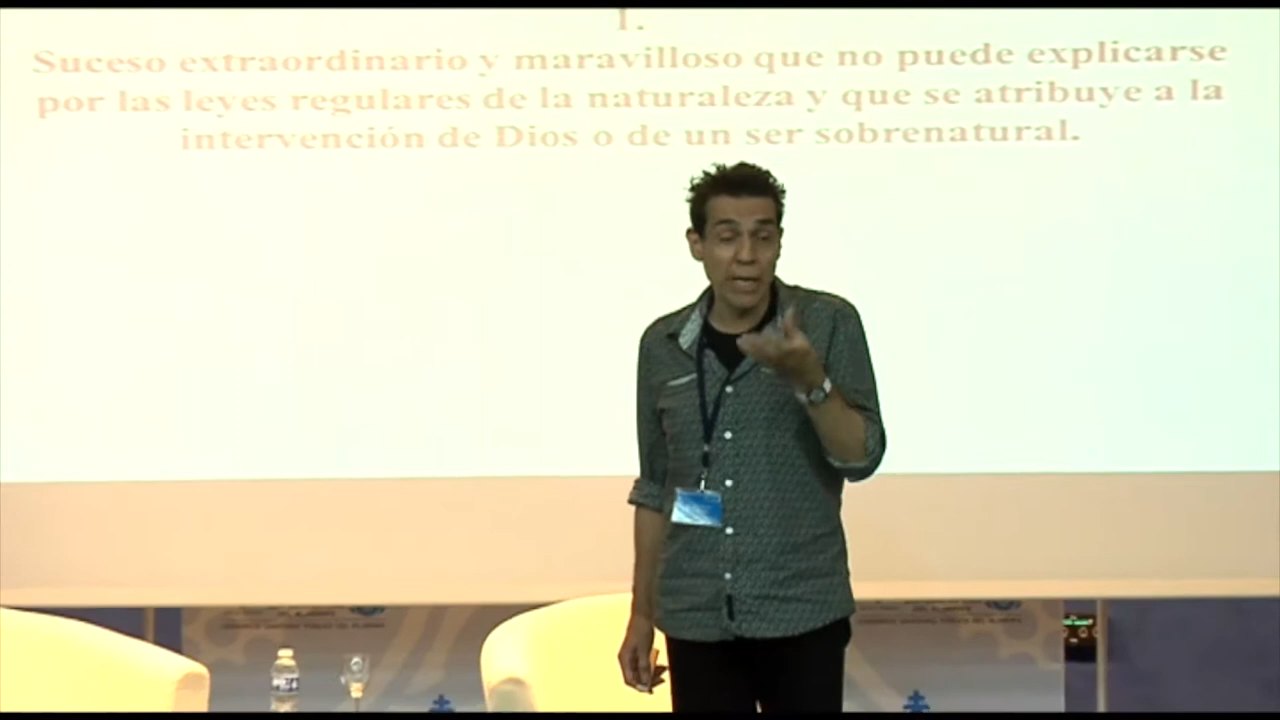 1.
Suceso extraordinario y maravilloso que no puede explicarse
por las leyes regulares de la naturaleza y que se atribuye a la
intervención de Dios o de un ser sobrenatural.